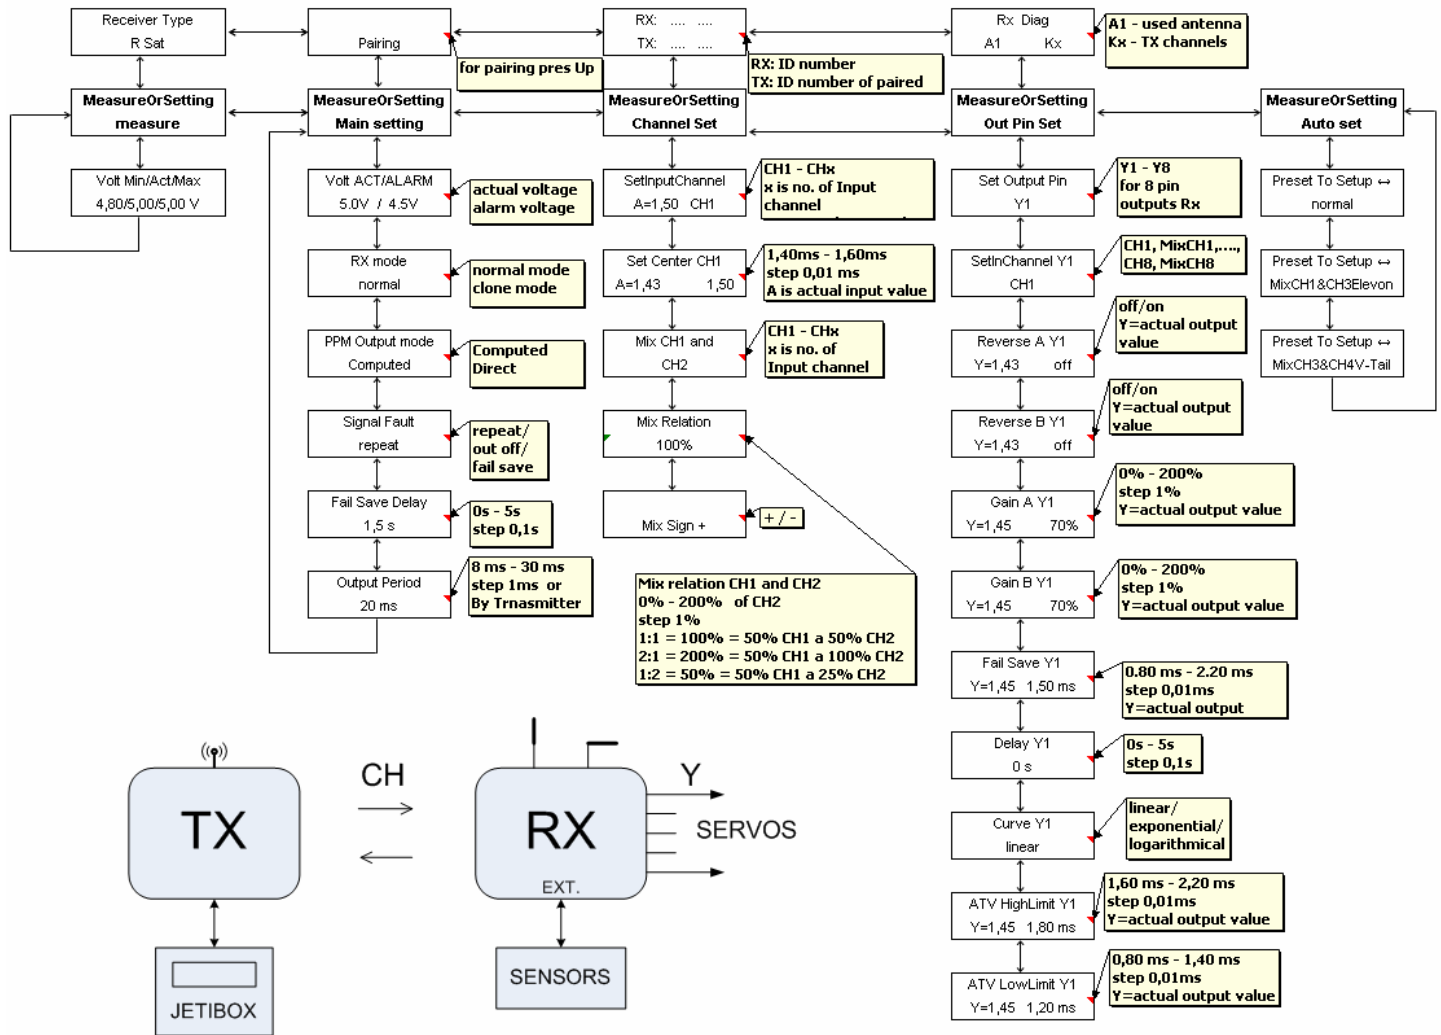 Receiver Type
R Sat
Pairing
for pairing pres Up
RX: .... ....
TX: .... ....
RX: ID number
TX: ID number of paired
Rx Diag
A1 Kx
A1 - used antenna
Kx - TX channels
MeasureOrSetting
measure
MeasureOrSetting
Main setting
MeasureOrSetting
Channel Set
MeasureOrSetting
Out Pin Set
MeasureOrSetting
Auto set
Volt Min/Act/Max
4,80/5,00/5,00 V
Volt ACT/ALARM
5.0V / 4.5V
actual voltage
alarm voltage
RX mode
normal
normal mode
clone mode
PPM Output mode
Computed
Computed
Direct
Signal Fault
repeat
repeat/
out off/
fail save
Fail Save Delay
1,5 s
0s - 5s
step 0,1s
Output Period
20 ms
8 ms - 30 ms
step 1ms or
By Trnasmitter
SetInputChannel
A=1,50 CH1
CH1 - CHx
x is no. of Input
channel
Set Center CH1
A=1,43 1,50
1,40ms - 1,60ms
step 0,01 ms
A is actual input value
Mix CH1 and
CH2
CH1 - CHx
x is no. of
Input channel
Mix Relation
100%
Mix Sign +
+ / -
Mix relation CH1 and CH2
0% - 200% of CH2
step 1%
1:1 = 100% = 50% CH1 a 50% CH2
2:1 = 200% = 50% CH1 a 100% CH2
1:2 = 50% = 50% CH1 a 25% CH2
Set Output Pin
Y1
Y1 - Y8
for 8 pin
outputs Rx
SetInChannel Y1
CH1
CH1, MixCH1,....,
CH8, MixCH8
Reverse A Y1
Y=1,43 off
off/on
Y=actual output
value
Reverse B Y1
Y=1,43 off
off/on
Y=actual output
value
Gain A Y1
Y=1,45 70%
0% - 200%
step 1%
Y=actual output value
Gain B Y1
Y=1,45 70%
0% - 200%
step 1%
Y=actual output value
Fail Save Y1
Y=1,45 1,50 ms
0.80 ms - 2.20 ms
step 0,01ms
Y=actual output
Delay Y1
0 s
0s - 5s
step 0,1s
Curve Y1
linear
linear/
exponential/
logarithmical
ATV HighLimit Y1
Y=1,45 1,80 ms
1,60 ms - 2,20 ms
step 0,01ms
Y=actual output value
ATV LowLimit Y1
Y=1,45 1,20 ms
0,80 ms - 1,40 ms
step 0,01ms
Y=actual output value
Preset To Setup ↔
normal
Preset To Setup ↔
MixCH1&CH3Elevon
Preset To Setup ↔
MixCH3&CH4V-Tail
TX
CH
RX
EXT.
Y
SERVOS
JETIBOX
SENSORS